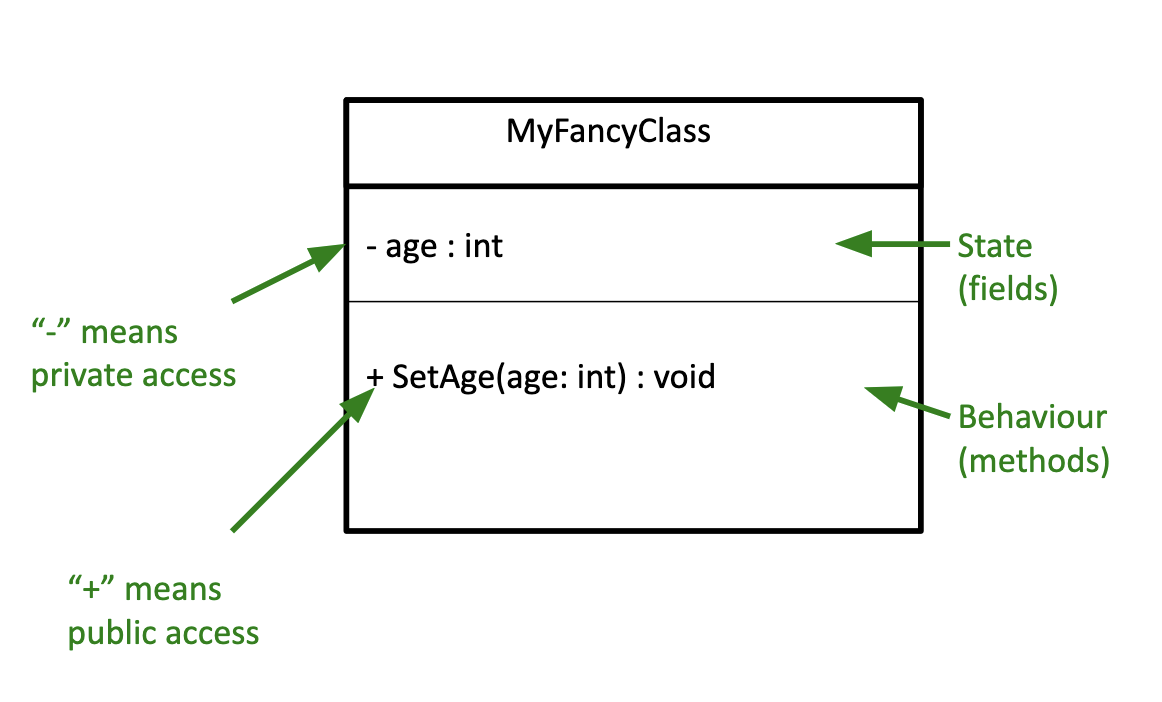 MyFancyClass
- age : int
State
(fields)
“-” means
private access
+ SetAge(age: int) : void
Behaviour
(methods)
“+” means
public access